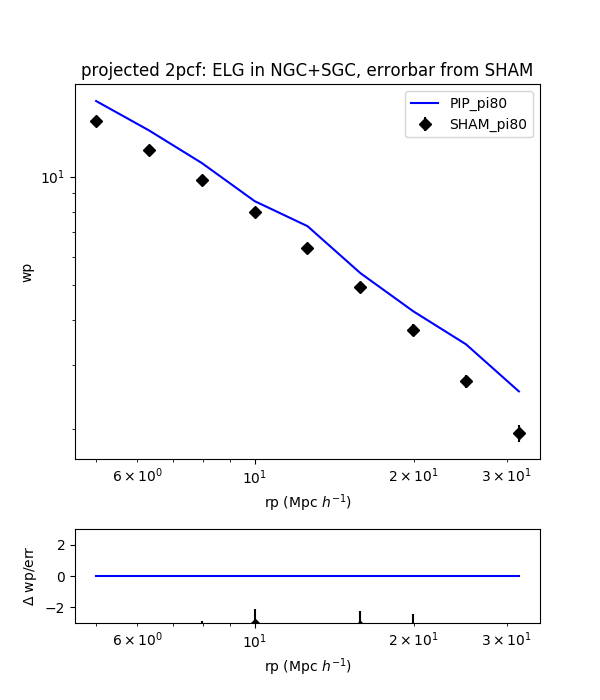 projected 2pcf: ELG in NGC+SGC, errorbar from SHAM
PIP_pi80
SHAM_pi80
10¹
wp
6 × 10⁰ 10¹ 2 × 10¹ 3 × 10¹
rp (Mpc h⁻¹)
2
0
−2
Δ wp/err
6 × 10⁰ 10¹ 2 × 10¹ 3 × 10¹
rp (Mpc h⁻¹)